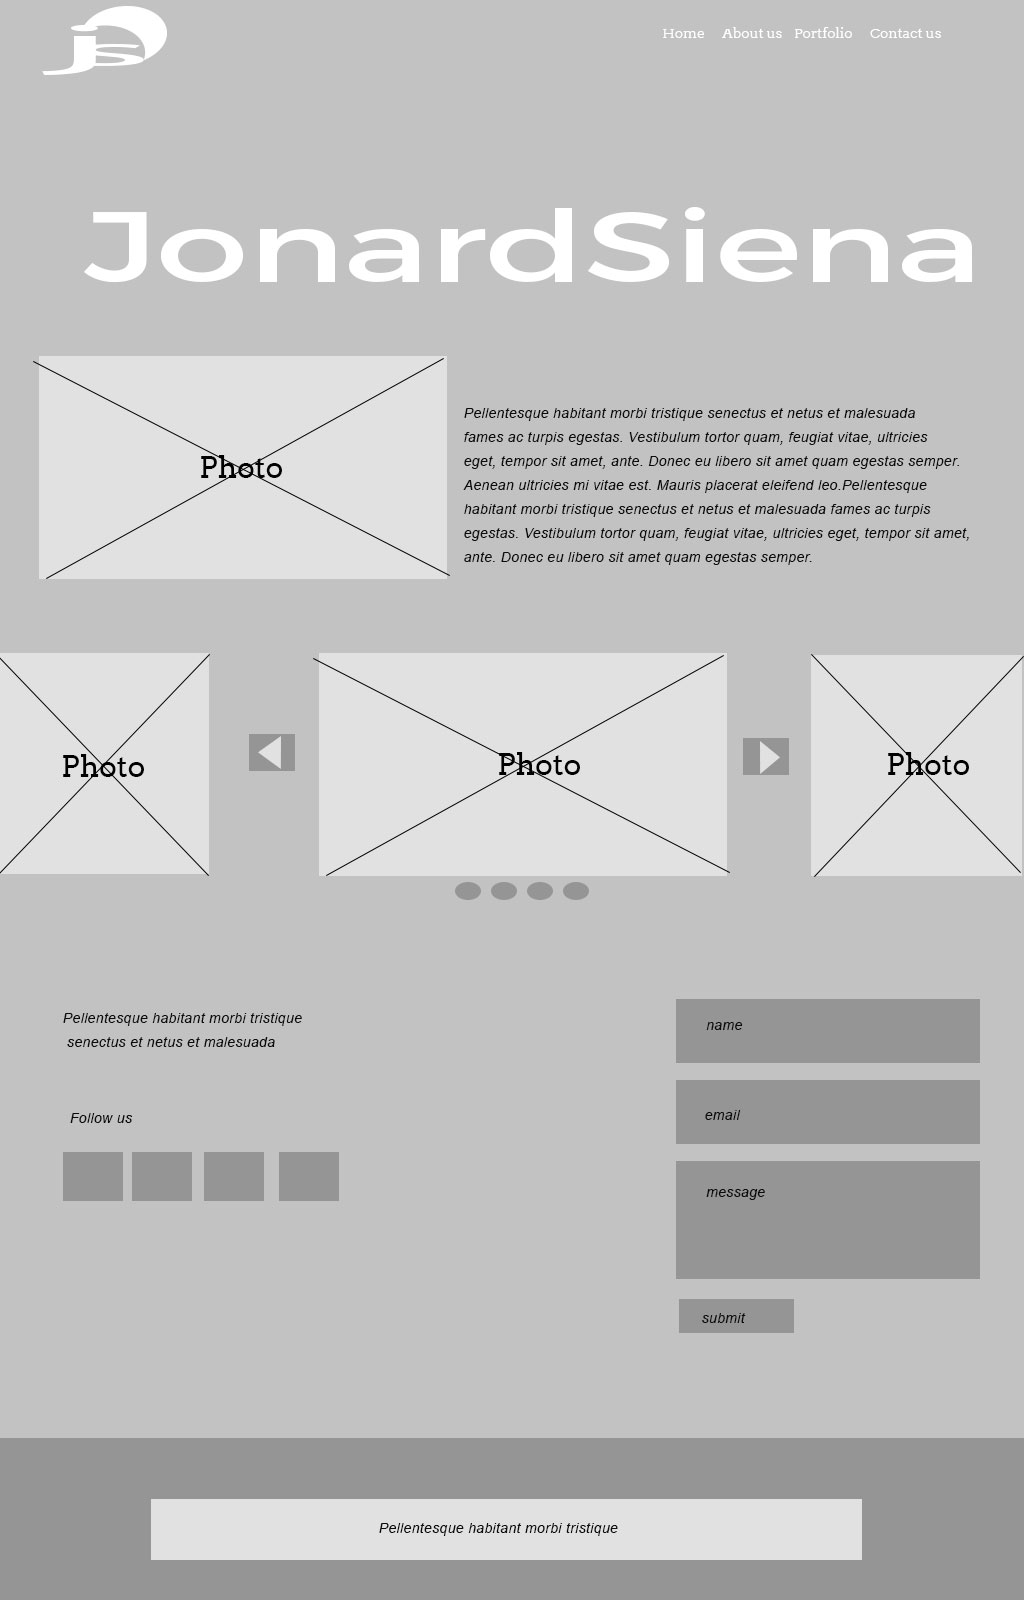 JS
Home About us Portfolio Contact us
JonardSiena
Photo
Pellentesque habitant morbi tristique senectus et netus et malesuada
fames ac turpis egestas. Vestibulum tortor quam, feugiat vitae, ultricies
eget, tempor sit amet, ante. Donec eu libero sit amet quam egestas semper.
Aenean ultricies mi vitae est. Mauris placerat eleifend leo.Pellentesque
habitant morbi tristique senectus et netus et malesuada fames ac turpis
egestas. Vestibulum tortor quam, feugiat vitae, ultricies eget, tempor sit amet,
ante. Donec eu libero sit amet quam egestas semper.
Photo
Photo
Photo
Pellentesque habitant morbi tristique
senectus et netus et malesuada
Follow us
name
email
message
submit
Pellentesque habitant morbi tristique